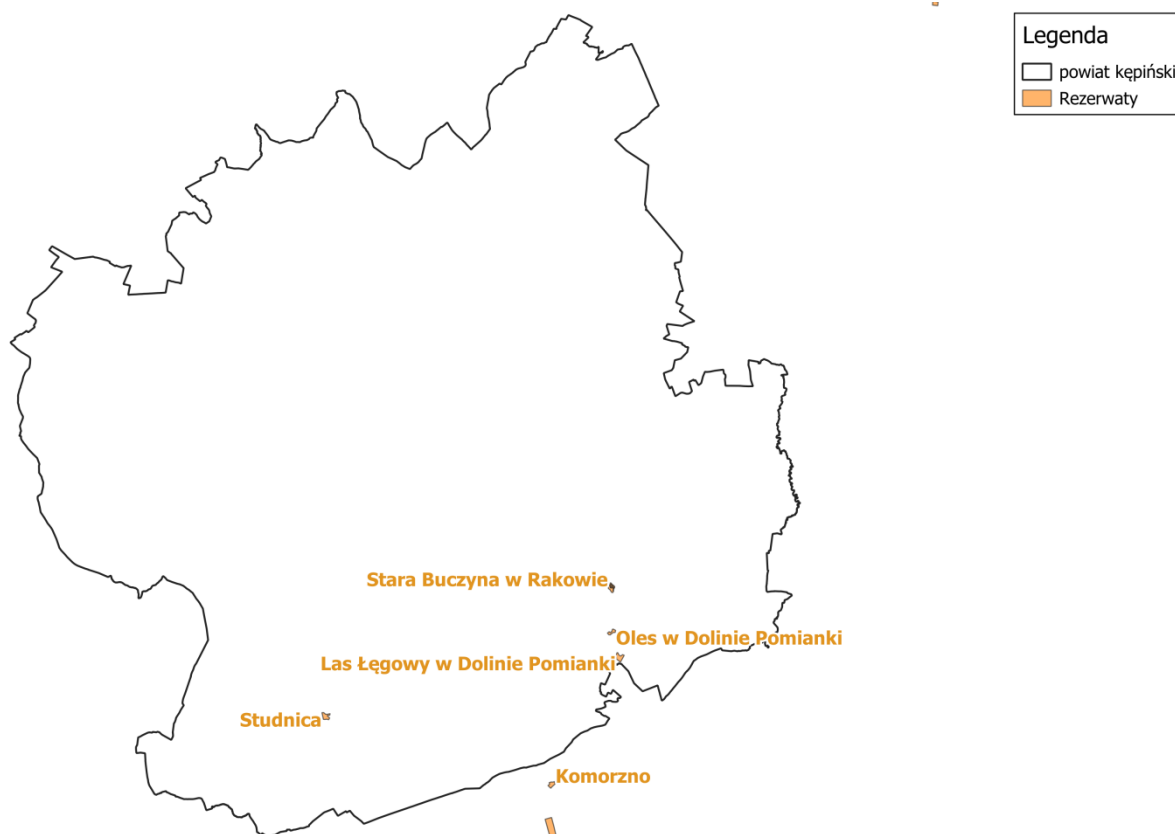 Legenda
powiat kępiński
Rezerwaty
Stara Buczyna w Rakowie
Oles w Dolinie Pomianki
Las Łęgowy w Dolinie Pomianki
Studnica
Komorzno